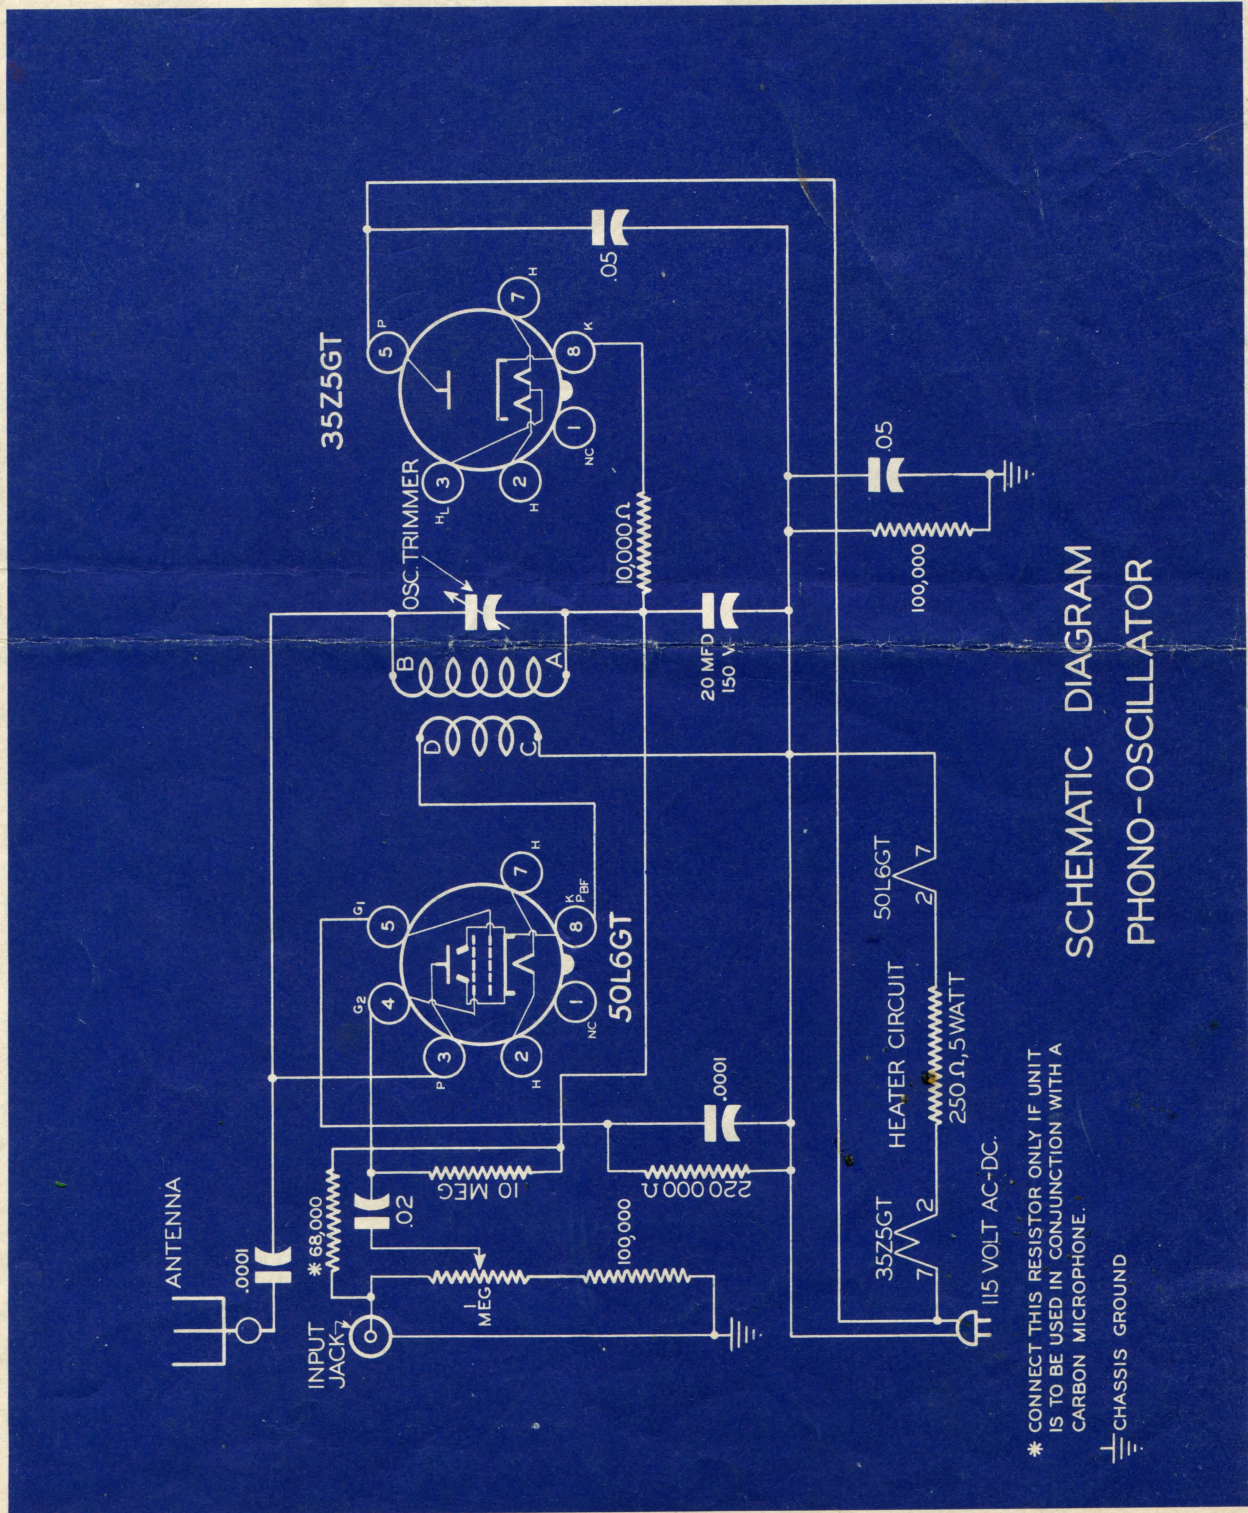 ANTENNA
.0001
INPUT
JACK
* 68,000
.02
1
MEG
100,000
10 MEG
220000Ω
.0001
G1
G2
5
4
3
P
2
H
1
NC
8
K
PBF
7
H
50L6GT
D
C
B
A
OSC. TRIMMER
35Z5GT
5
P
7
H
8
K
1
NC
2
H
3
HL
10,000Ω
20 MFD
150 V.
.05
.05
100,000
HEATER CIRCUIT
35Z5GT
7
2
250 Ω, 5 WATT
50L6GT
2
7
115 VOLT AC-DC.
SCHEMATIC DIAGRAM
PHONO-OSCILLATOR
* CONNECT THIS RESISTOR ONLY IF UNIT
IS TO BE USED IN CONJUNCTION WITH A
CARBON MICROPHONE.
CHASSIS GROUND